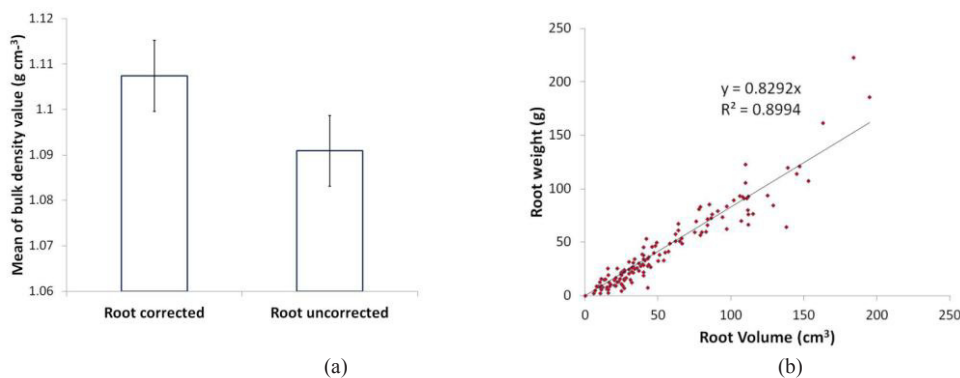 Mean of bulk density value (g cm-³)
1.12
1.11
1.1
1.09
1.08
1.07
1.06
Root corrected
Root uncorrected
(a)
Root weight (g)
250
200
150
100
50
0
y = 0.8292x
R² = 0.8994
0
50
100
150
200
250
Root Volume (cm³)
(b)